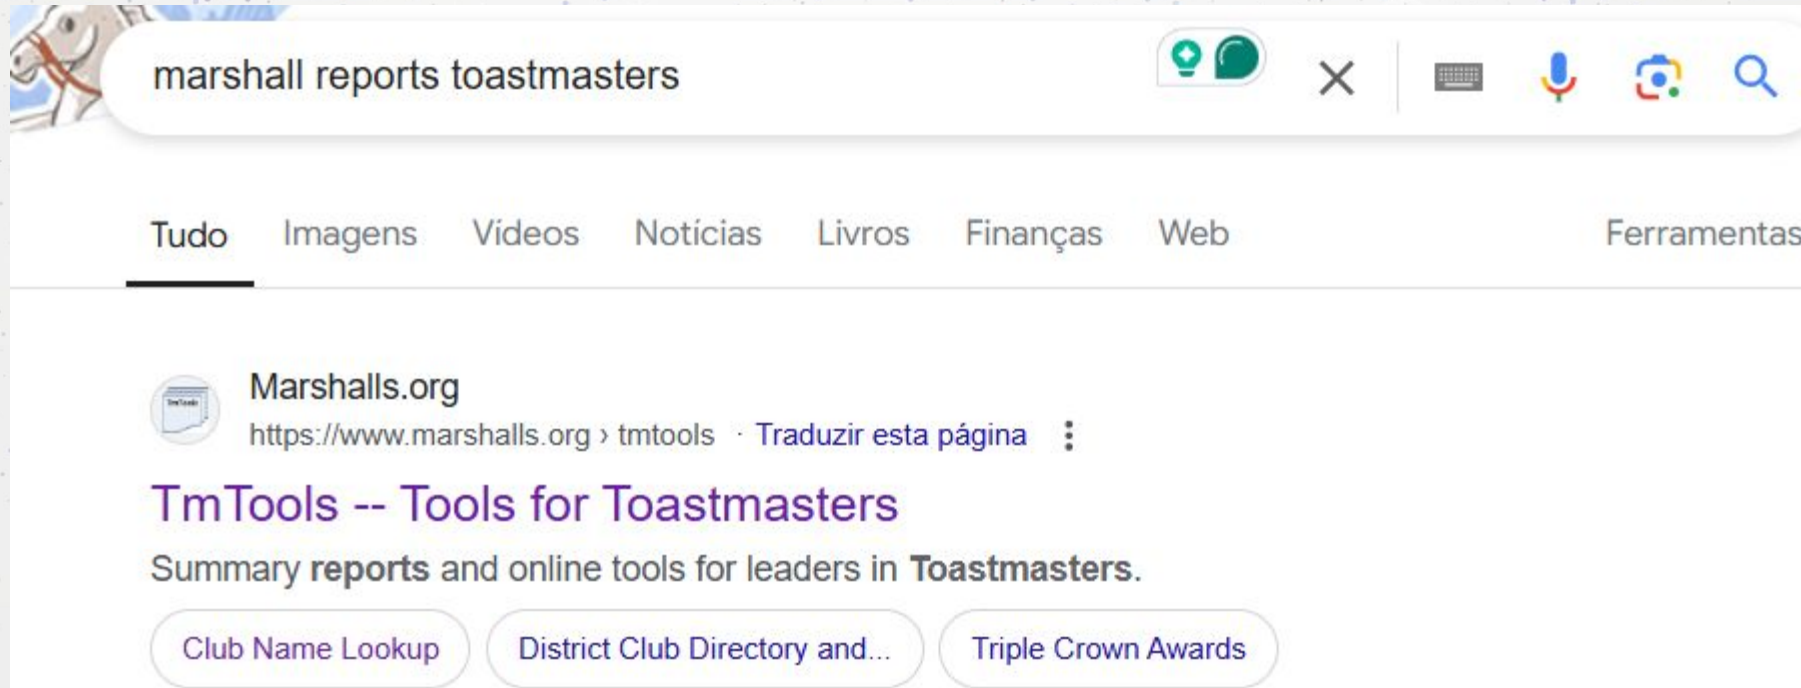 marshall reports toastmasters
Tudo Imagens Vídeos Notícias Livros Finanças Web Ferramentas
Marshalls.org
https://www.marshalls.org › tmtools · Traduzir esta página
TmTools -- Tools for Toastmasters
Summary reports and online tools for leaders in Toastmasters.
Club Name Lookup District Club Directory and... Triple Crown Awards